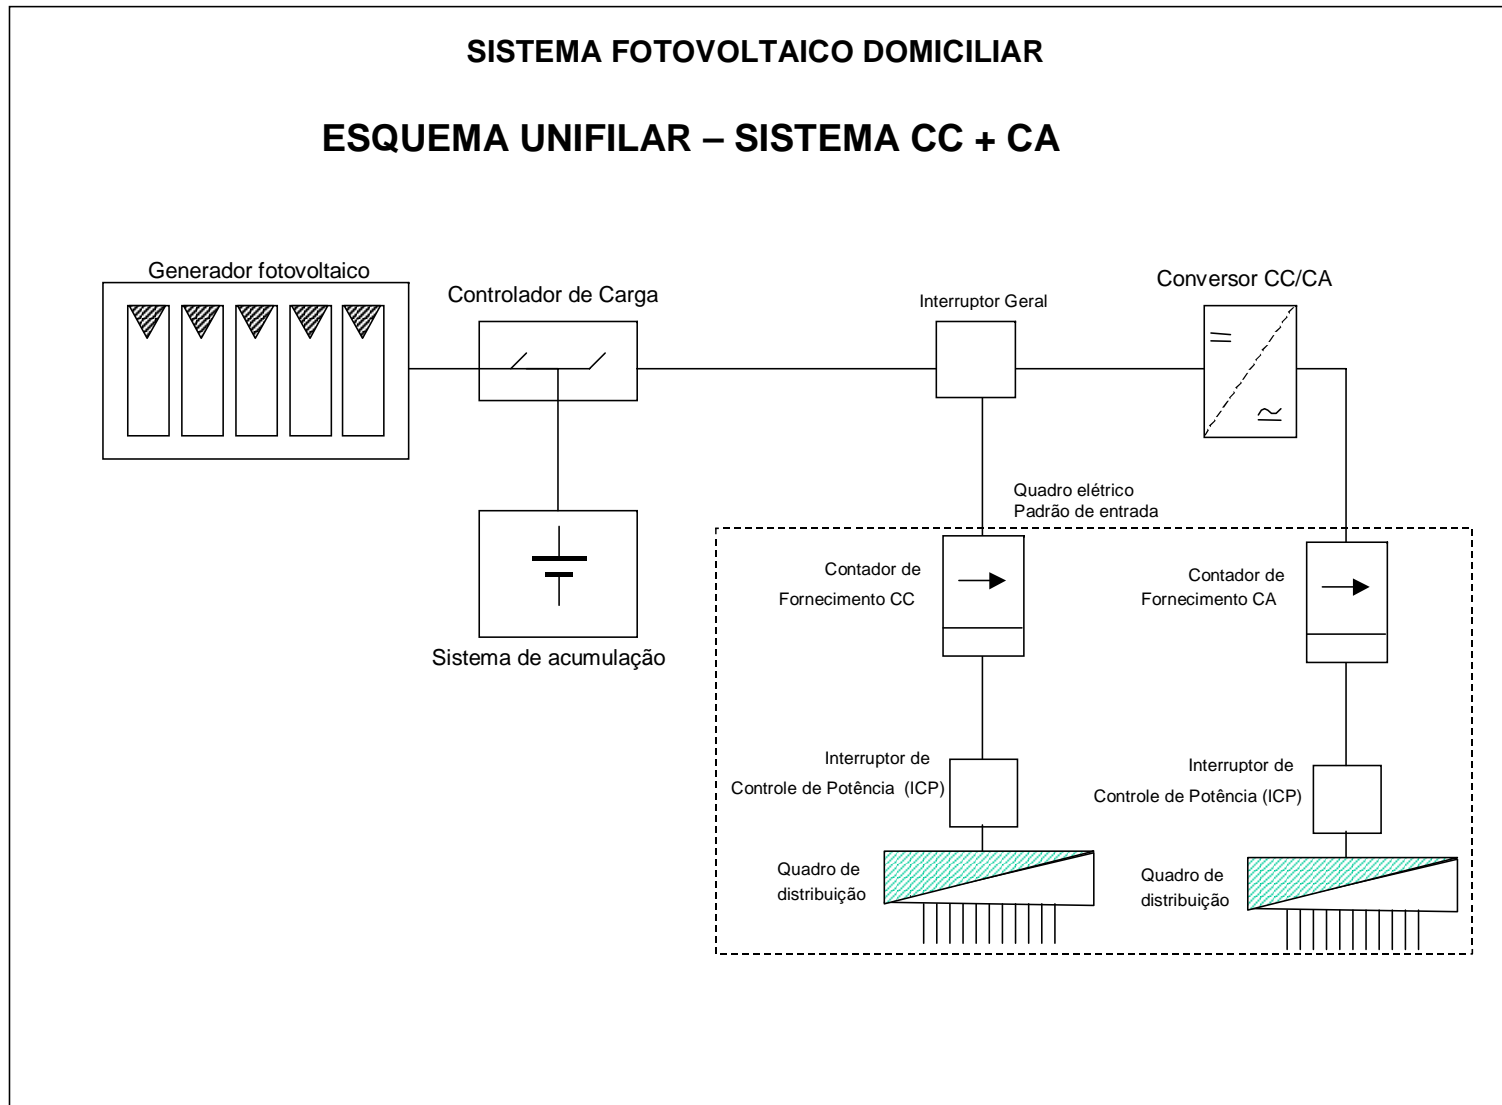 SISTEMA FOTOVOLTAICO DOMICILIAR
ESQUEMA UNIFILAR – SISTEMA CC + CA
Generador fotovoltaico
Controlador de Carga
Interruptor Geral
Conversor CC/CA
Quadro elétrico
Padrão de entrada
Contador de
Fornecimento CC
Contador de
Fornecimento CA
Sistema de acumulação
Interruptor de
Controle de Potência (ICP)
Interruptor de
Controle de Potência (ICP)
Quadro de
distribuição
Quadro de
distribuição